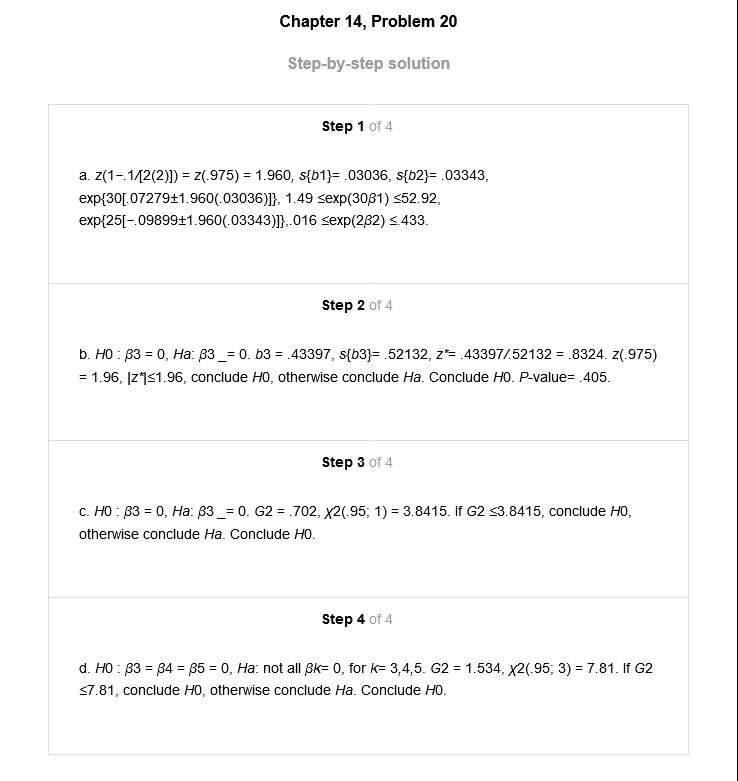 Chapter 14, Problem 20
Step-by-step solution
Step 1 of 4
a. z(1−.1/[2(2)]) = z(.975) = 1.960, s{b1}= .03036, s{b2}= .03343,
exp{30[.07279±1.960(.03036)]}, 1.49 ≤exp(30β1) ≤52.92,
exp{25[−.09899±1.960(.03343)]},.016 ≤exp(2β2) ≤.433.
Step 2 of 4
b. H0 : β3 = 0, Ha: β3 _= 0. b3 = .43397, s{b3}= .52132, z*= .43397/.52132 = .8324. z(.975)
= 1.96, |z*|≤1.96, conclude H0, otherwise conclude Ha. Conclude H0. P-value= .405.
Step 3 of 4
c. H0 : β3 = 0, Ha: β3 _= 0. G2 = .702, χ2(.95; 1) = 3.8415. If G2 ≤3.8415, conclude H0,
otherwise conclude Ha. Conclude H0.
Step 4 of 4
d. H0 : β3 = β4 = β5 = 0, Ha: not all βk= 0, for k= 3,4,5. G2 = 1.534, χ2(.95; 3) = 7.81. If G2
≤7.81, conclude H0, otherwise conclude Ha. Conclude H0.